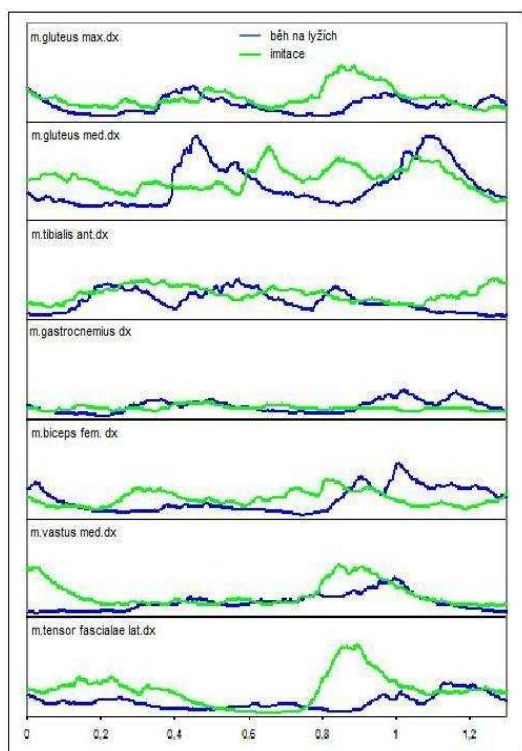 m.gluteus max.dx
běh na lyžích
imitace
m.gluteus med.dx
m.tibialis ant.dx
m.gastrocnemius dx
m.biceps fem. dx
m.vastus med.dx
m.tensor fascialae lat.dx
0 0,2 0,4 0,6 0,8 1 1,2